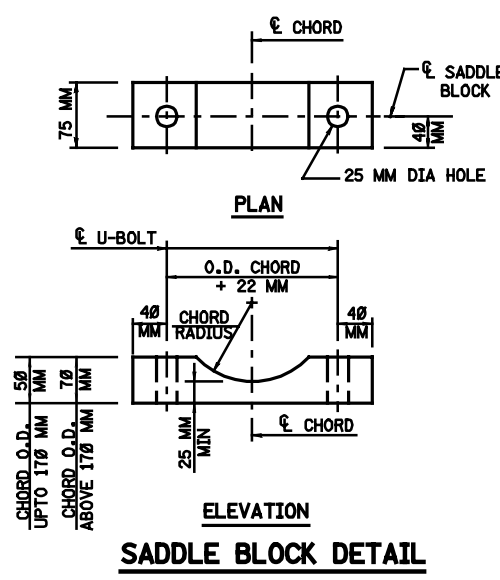 ℄ CHORD
℄ SADDLE
BLOCK
75 MM
40
MM
25 MM DIA HOLE
PLAN
℄ U-BOLT
O.D. CHORD
+ 22 MM
40
MM
CHORD
RADIUS
40
MM
50
MM
70
MM
CHORD O.D.
UPTO 170 MM
CHORD O.D.
ABOVE 170 MM
25 MM
MIN
℄ CHORD
ELEVATION
SADDLE BLOCK DETAIL